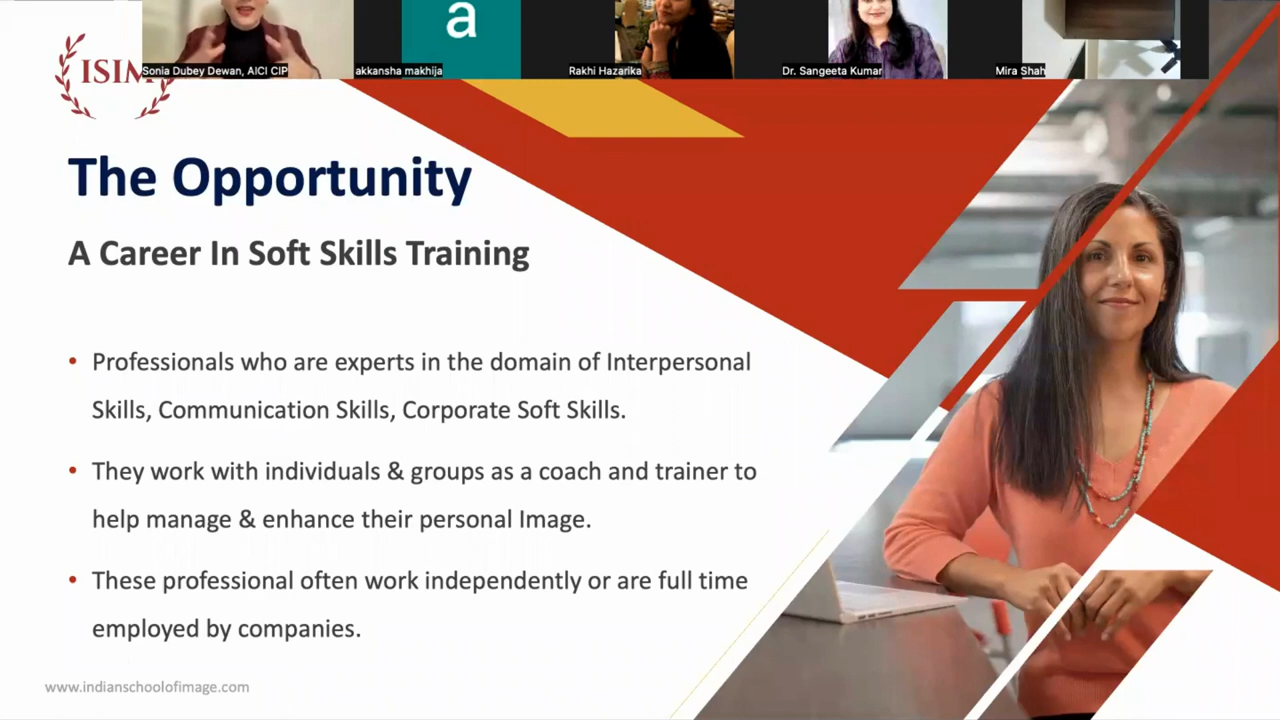 a
Sonia Dubey Dewan, AICI CIP
akkansha makhija
Rakhi Hazarika
Dr. Sangeeta Kumar
Mira Shah
ISIM
The Opportunity
A Career In Soft Skills Training
• Professionals who are experts in the domain of Interpersonal
Skills, Communication Skills, Corporate Soft Skills.
• They work with individuals & groups as a coach and trainer to
help manage & enhance their personal Image.
• These professional often work independently or are full time
employed by companies.
www.indianschoolofimage.com